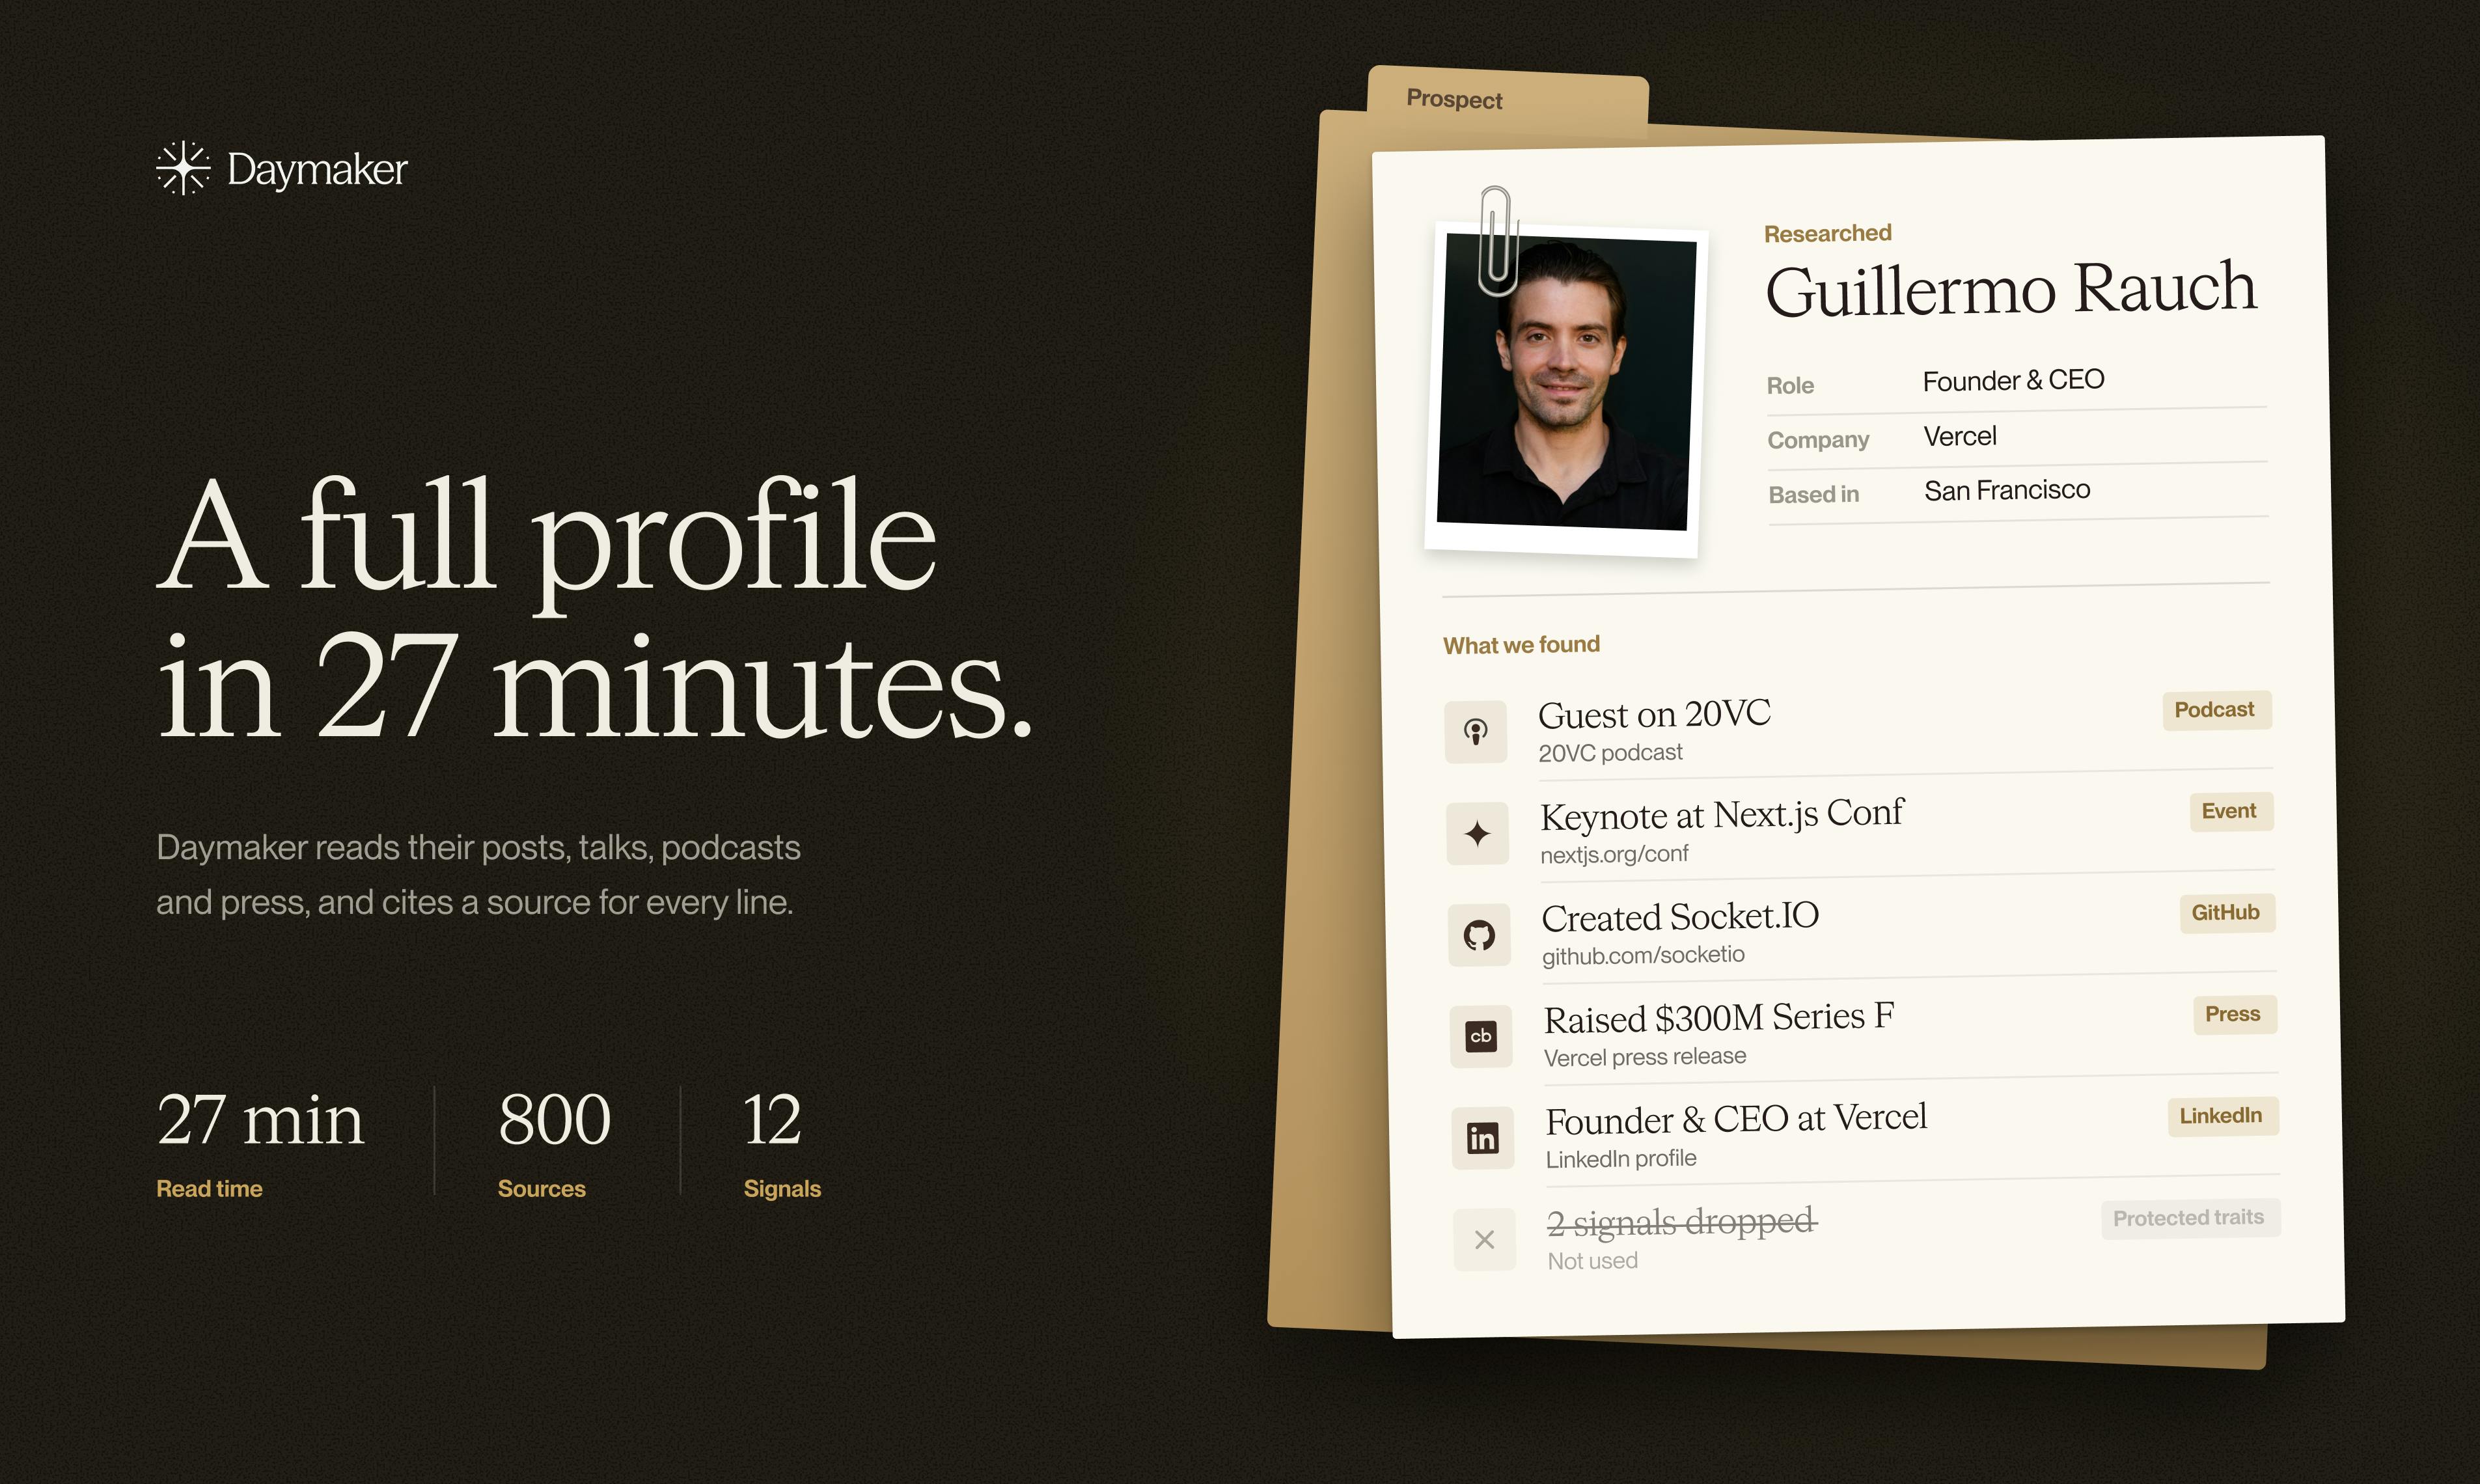 Daymaker
A full profile
in 27 minutes.
Daymaker reads their posts, talks, podcasts
and press, and cites a source for every line.
27 min
Read time
800
Sources
12
Signals
Prospect
Researched
Guillermo Rauch
Role Founder & CEO
Company Vercel
Based in San Francisco
What we found
Guest on 20VC Podcast
20VC podcast
Keynote at Next.js Conf Event
nextjs.org/conf
Created Socket.IO GitHub
github.com/socketio
cb Raised $300M Series F Press
Vercel press release
in Founder & CEO at Vercel LinkedIn
LinkedIn profile
2 signals dropped Protected traits
Not used